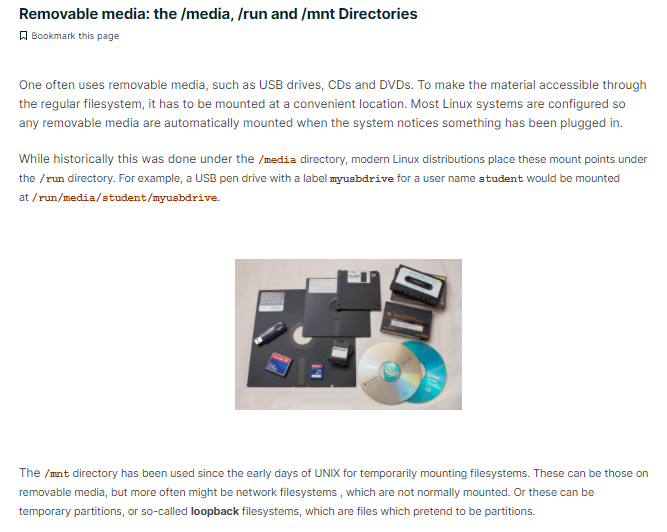 Removable media: the /media, /run and /mnt Directories
Bookmark this page
One often uses removable media, such as USB drives, CDs and DVDs. To make the material accessible through
the regular filesystem, it has to be mounted at a convenient location. Most Linux systems are configured so
any removable media are automatically mounted when the system notices something has been plugged in.
While historically this was done under the /media directory, modern Linux distributions place these mount points under
the /run directory. For example, a USB pen drive with a label myusbdrive for a user name student would be mounted
at /run/media/student/myusbdrive.
The /mnt directory has been used since the early days of UNIX for temporarily mounting filesystems. These can be those on
removable media, but more often might be network filesystems , which are not normally mounted. Or these can be
temporary partitions, or so-called loopback filesystems, which are files which pretend to be partitions.